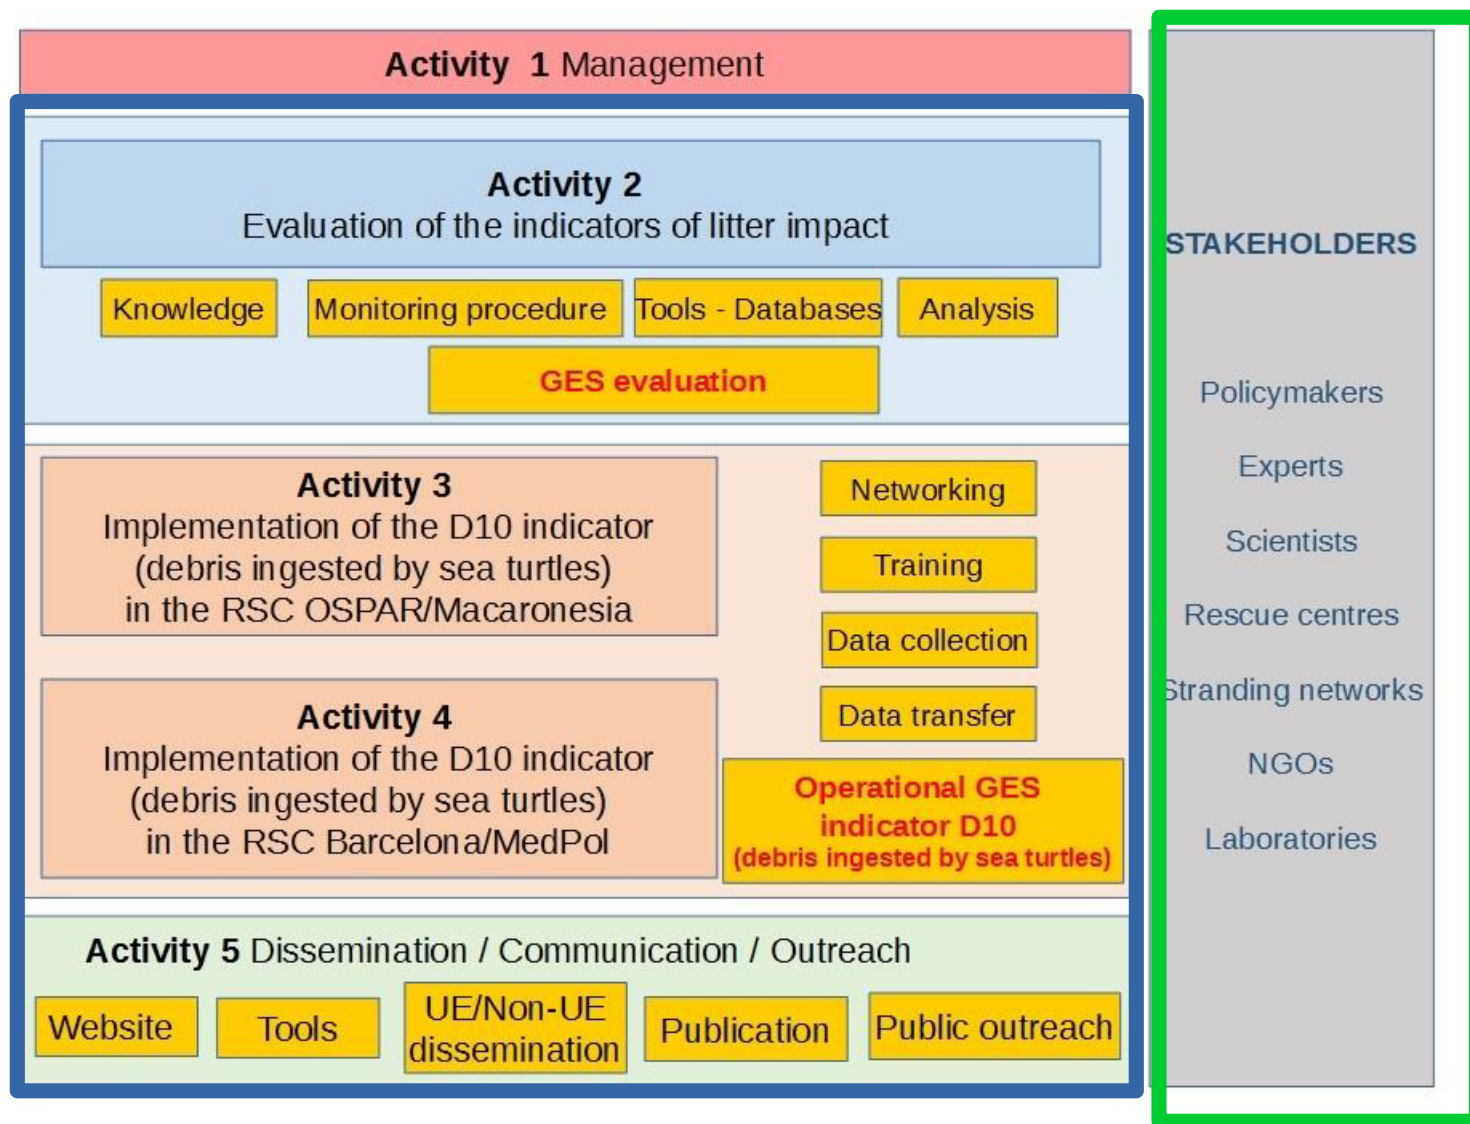 Activity 1 Management
Activity 2
Evaluation of the indicators of litter impact
Knowledge
Monitoring procedure
Tools - Databases
Analysis
GES evaluation
Activity 3
Implementation of the D10 indicator
(debris ingested by sea turtles)
in the RSC OSPAR/Macaronesia
Activity 4
Implementation of the D10 indicator
(debris ingested by sea turtles)
in the RSC Barcelona/MedPol
Networking
Training
Data collection
Data transfer
Operational GES
indicator D10
(debris ingested by sea turtles)
Activity 5 Dissemination / Communication / Outreach
Website
Tools
UE/Non-UE
dissemination
Publication
Public outreach
STAKEHOLDERS
Policymakers
Experts
Scientists
Rescue centres
Stranding networks
NGOs
Laboratories